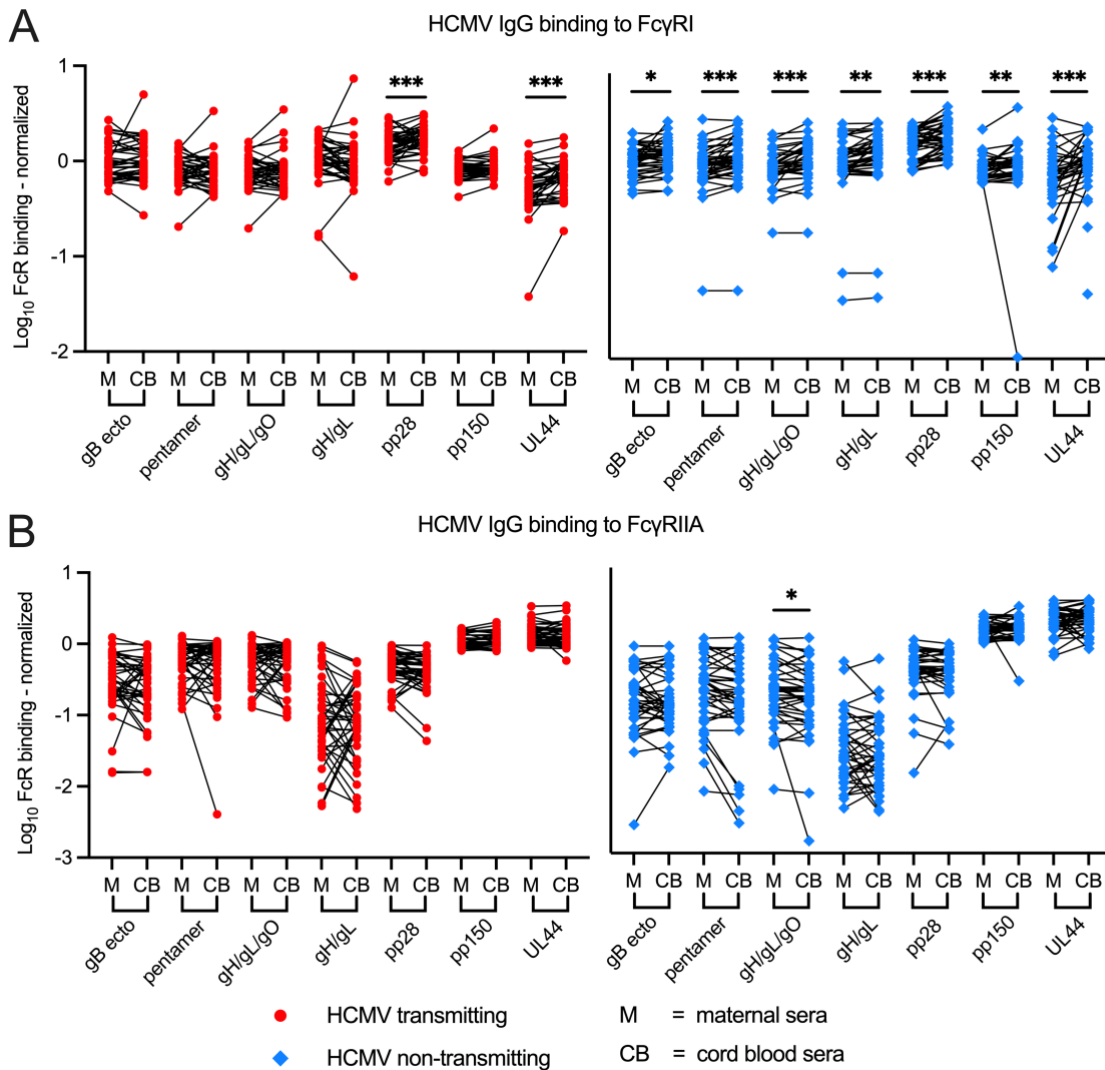 A
HCMV IgG binding to FcγRI
Log10 FcR binding - normalized
1
0
-1
-2
*** ***
* *** *** ** *** ** ***
M CB M CB M CB M CB M CB M CB M CB
gB ecto pentamer gH/gL/gO gH/gL pp28 pp150 UL44
M CB M CB M CB M CB M CB M CB M CB
gB ecto pentamer gH/gL/gO gH/gL pp28 pp150 UL44
B
HCMV IgG binding to FcγRIIA
Log10 FcR binding - normalized
1
0
-1
-2
-3
*
M CB M CB M CB M CB M CB M CB M CB
gB ecto pentamer gH/gL/gO gH/gL pp28 pp150 UL44
M CB M CB M CB M CB M CB M CB M CB
gB ecto pentamer gH/gL/gO gH/gL pp28 pp150 UL44
HCMV transmitting
HCMV non-transmitting
M = maternal sera
CB = cord blood sera